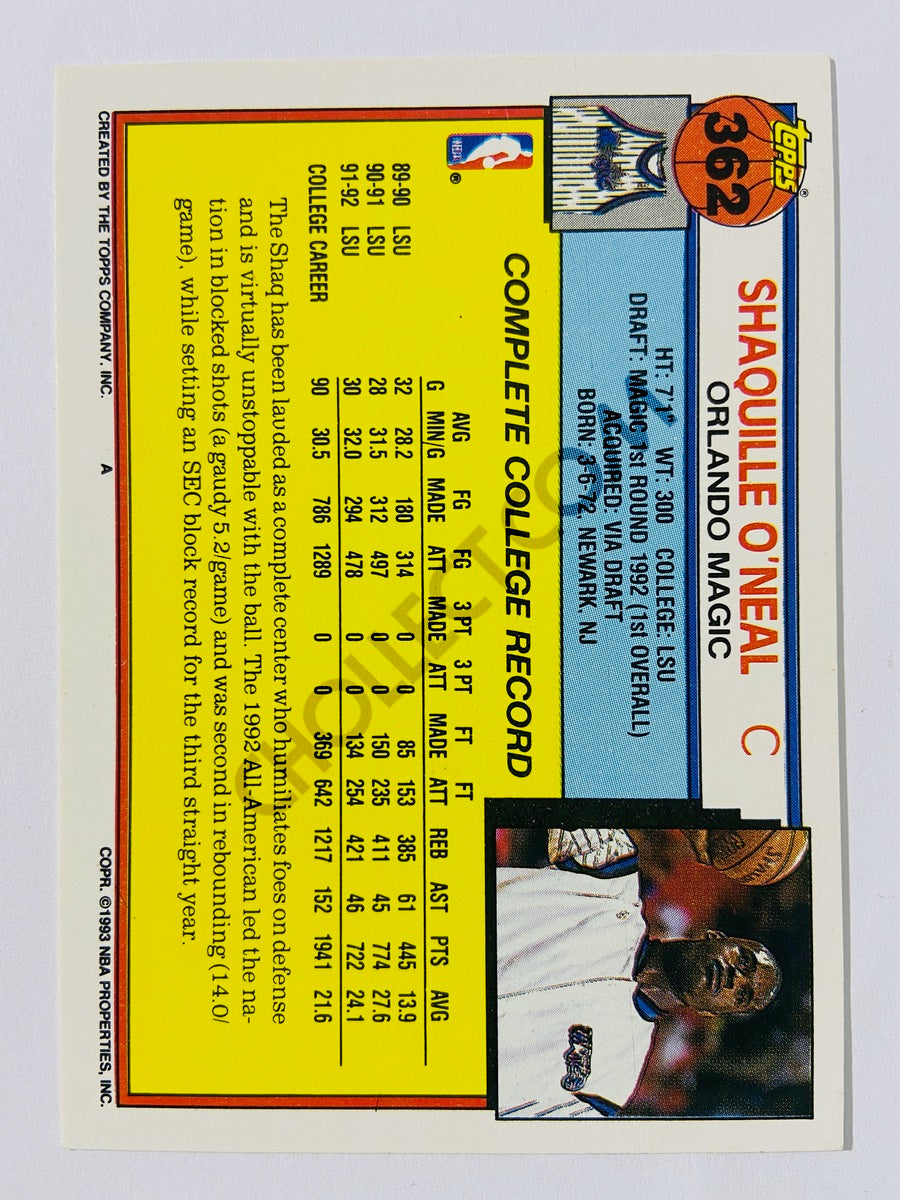 topps®
362
SHAQUILLE O'NEAL C
ORLANDO MAGIC
HT: 7'1" WT: 300 COLLEGE: LSU
DRAFT: MAGIC 1st ROUND 1992 (1st OVERALL)
ACQUIRED: VIA DRAFT
BORN: 3-6-72, NEWARK NJ
SPALDING
MAGIC
COMPLETE COLLEGE RECORD
NBA ®
AVG FG FG 3 PT 3 PT FT FT
G MIN/G MADE ATT MADE ATT MADE ATT REB AST PTS AVG
89-90 LSU 32 28.2 180 314 0 0 85 153 385 61 445 13.9
90-91 LSU 28 31.5 312 497 0 0 150 235 411 45 774 27.6
91-92 LSU 30 32.0 294 478 0 0 134 254 421 46 722 24.1
COLLEGE CAREER 90 30.5 786 1289 0 0 369 642 1217 152 1941 21.6
The Shaq has been lauded as a complete center who humiliates foes on defense
and is virtually unstoppable with the ball. The 1992 All-American led the na-
tion in blocked shots (a gaudy 5.2/game) and was second in rebounding (14.0/
game), while setting an SEC block record for the third straight year.
CREATED BY THE TOPPS COMPANY, INC. A COPR. ©1993 NBA PROPERTIES, INC.